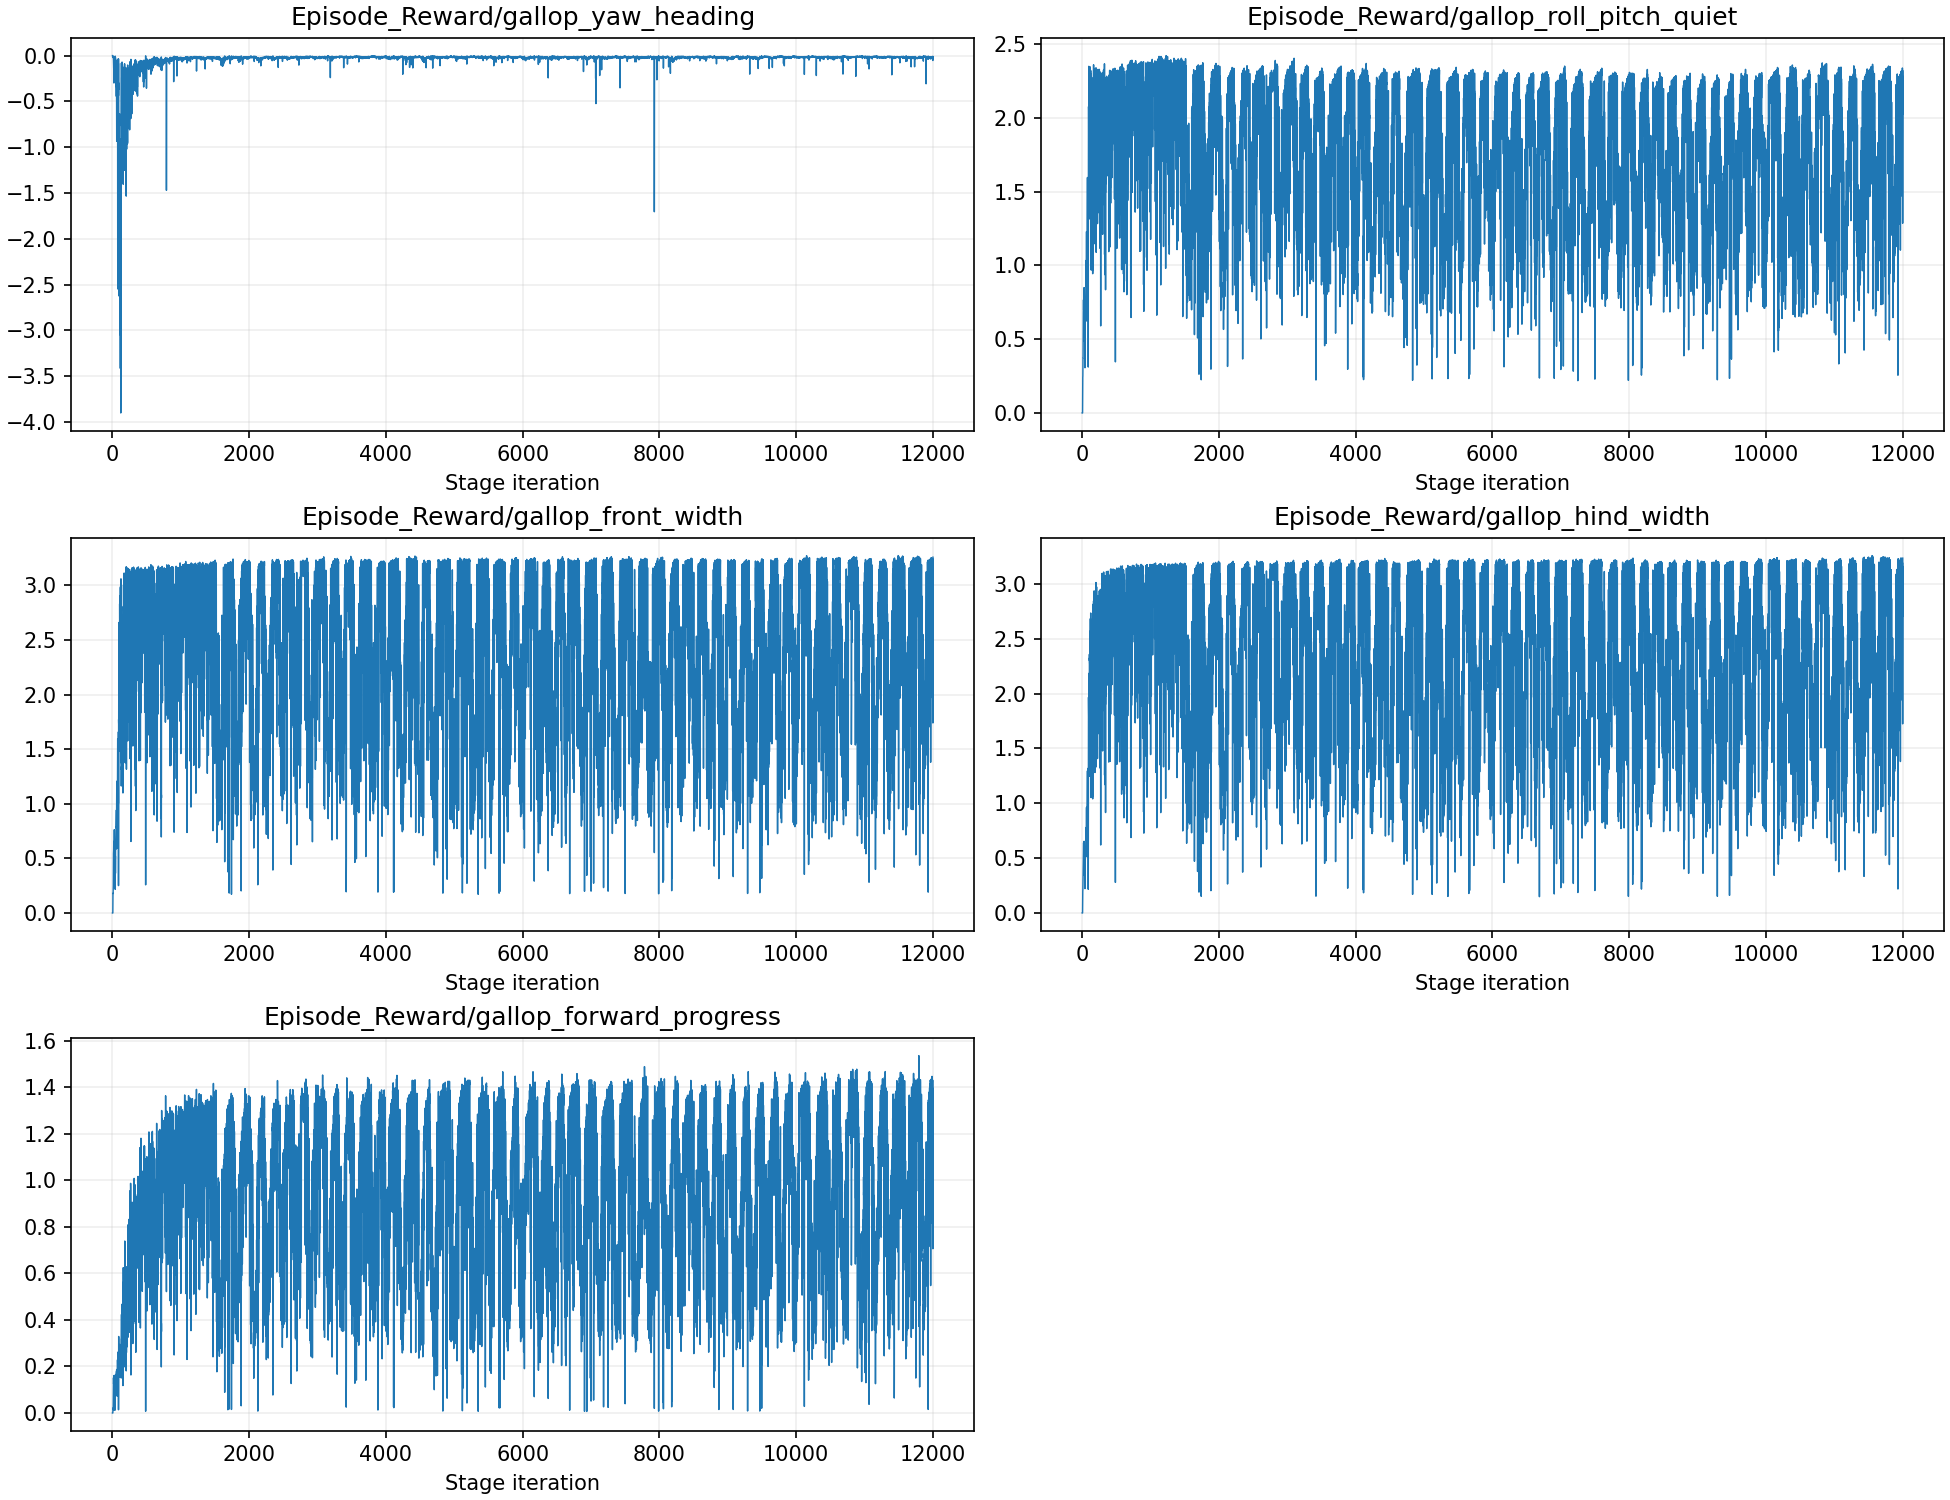 Episode_Reward/gallop_yaw_heading
0.0
−0.5
−1.0
−1.5
−2.0
−2.5
−3.0
−3.5
−4.0
0 2000 4000 6000 8000 10000 12000
Stage iteration
Episode_Reward/gallop_roll_pitch_quiet
2.5
2.0
1.5
1.0
0.5
0.0
0 2000 4000 6000 8000 10000 12000
Stage iteration
Episode_Reward/gallop_front_width
3.0
2.5
2.0
1.5
1.0
0.5
0.0
0 2000 4000 6000 8000 10000 12000
Stage iteration
Episode_Reward/gallop_hind_width
3.0
2.5
2.0
1.5
1.0
0.5
0.0
0 2000 4000 6000 8000 10000 12000
Stage iteration
Episode_Reward/gallop_forward_progress
1.6
1.4
1.2
1.0
0.8
0.6
0.4
0.2
0.0
0 2000 4000 6000 8000 10000 12000
Stage iteration